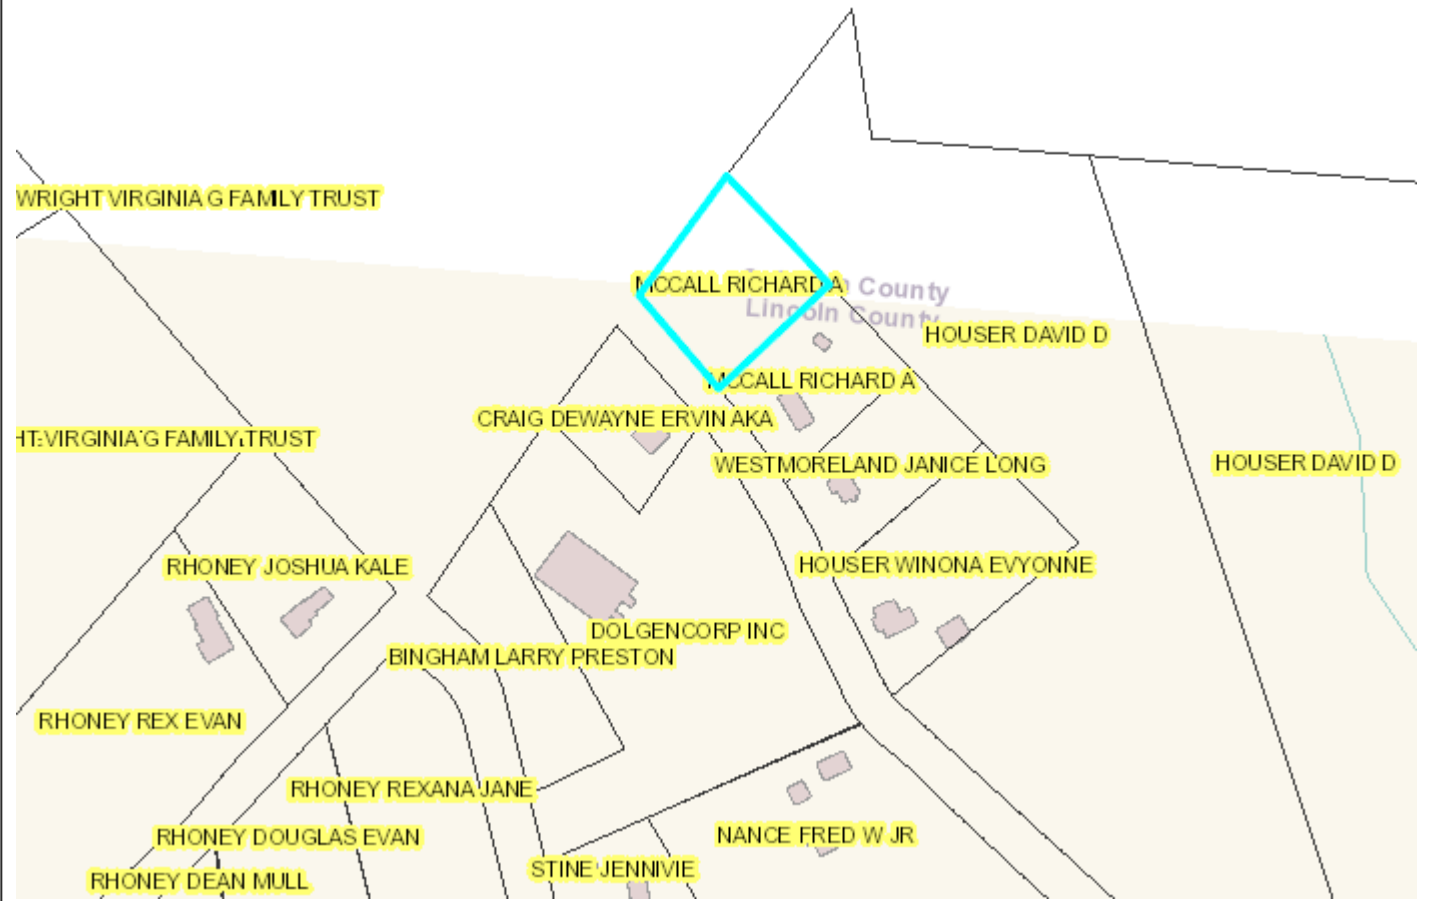 WRIGHT VIRGINIA G FAMILY TRUST
MCCALL RICHARD A
County
Lincoln County
HOUSER DAVID D
MCCALL RICHARD A
CRAIG DEWAYNE ERVIN AKA
VIRGINIA G FAMILY TRUST
WESTMORELAND JANICE LONG
HOUSER DAVID D
RHONEY JOSHUA KALE
HOUSER WINONA EVYONNE
DOLGENCORP INC
BINGHAM LARRY PRESTON
RHONEY REX EVAN
RHONEY REXANA JANE
RHONEY DOUGLAS EVAN
NANCE FRED W JR
STINE JENNIVIE
RHONEY DEAN MULL